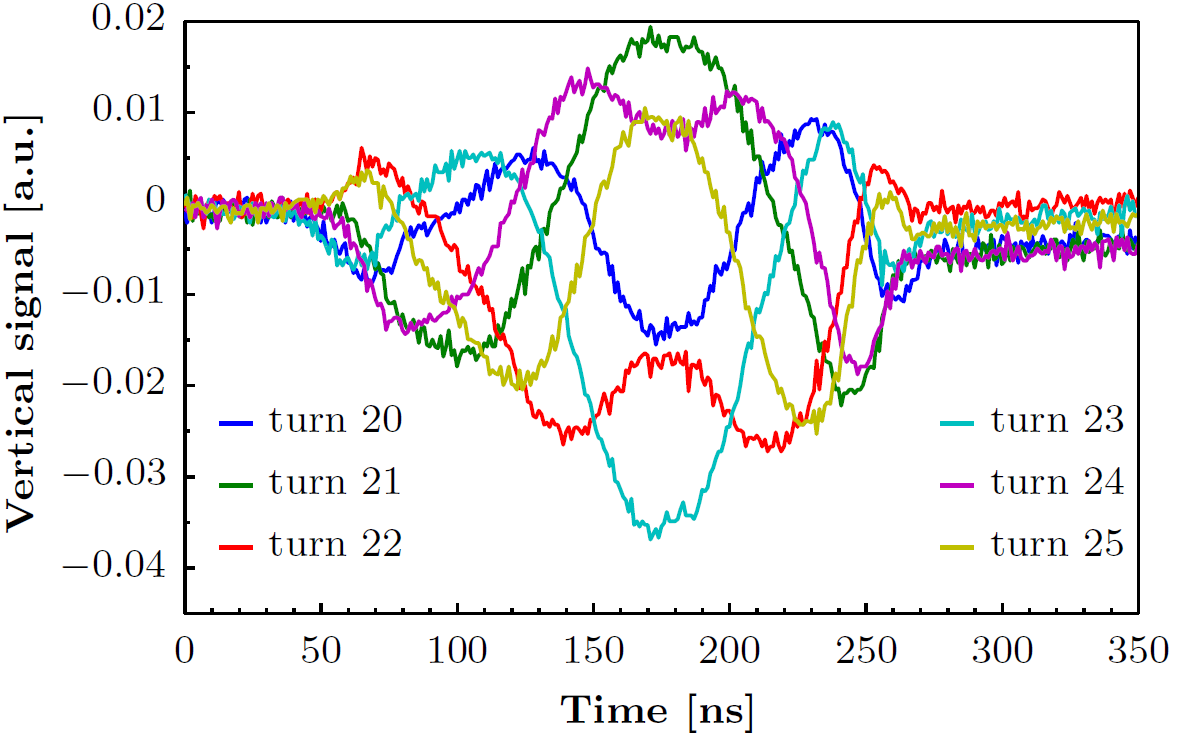 0.02
0.01
0
−0.01
−0.02
−0.03
−0.04
Vertical signal [a.u.]
turn 20
turn 21
turn 22
turn 23
turn 24
turn 25
0 50 100 150 200 250 300 350
Time [ns]